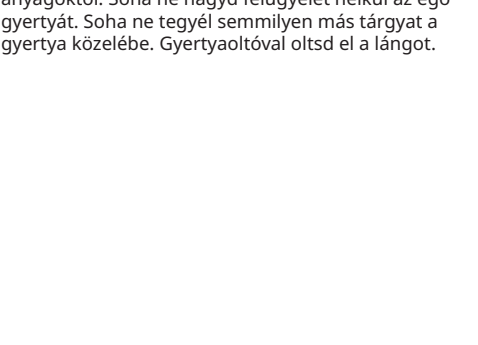 anyagoktól. Soha ne hagyd felügyelet nélkül az égő
gyertyát. Soha ne tegyél semmilyen más tárgyat a
gyertya közelébe. Gyertyaoltóval oltsd el a lángot.